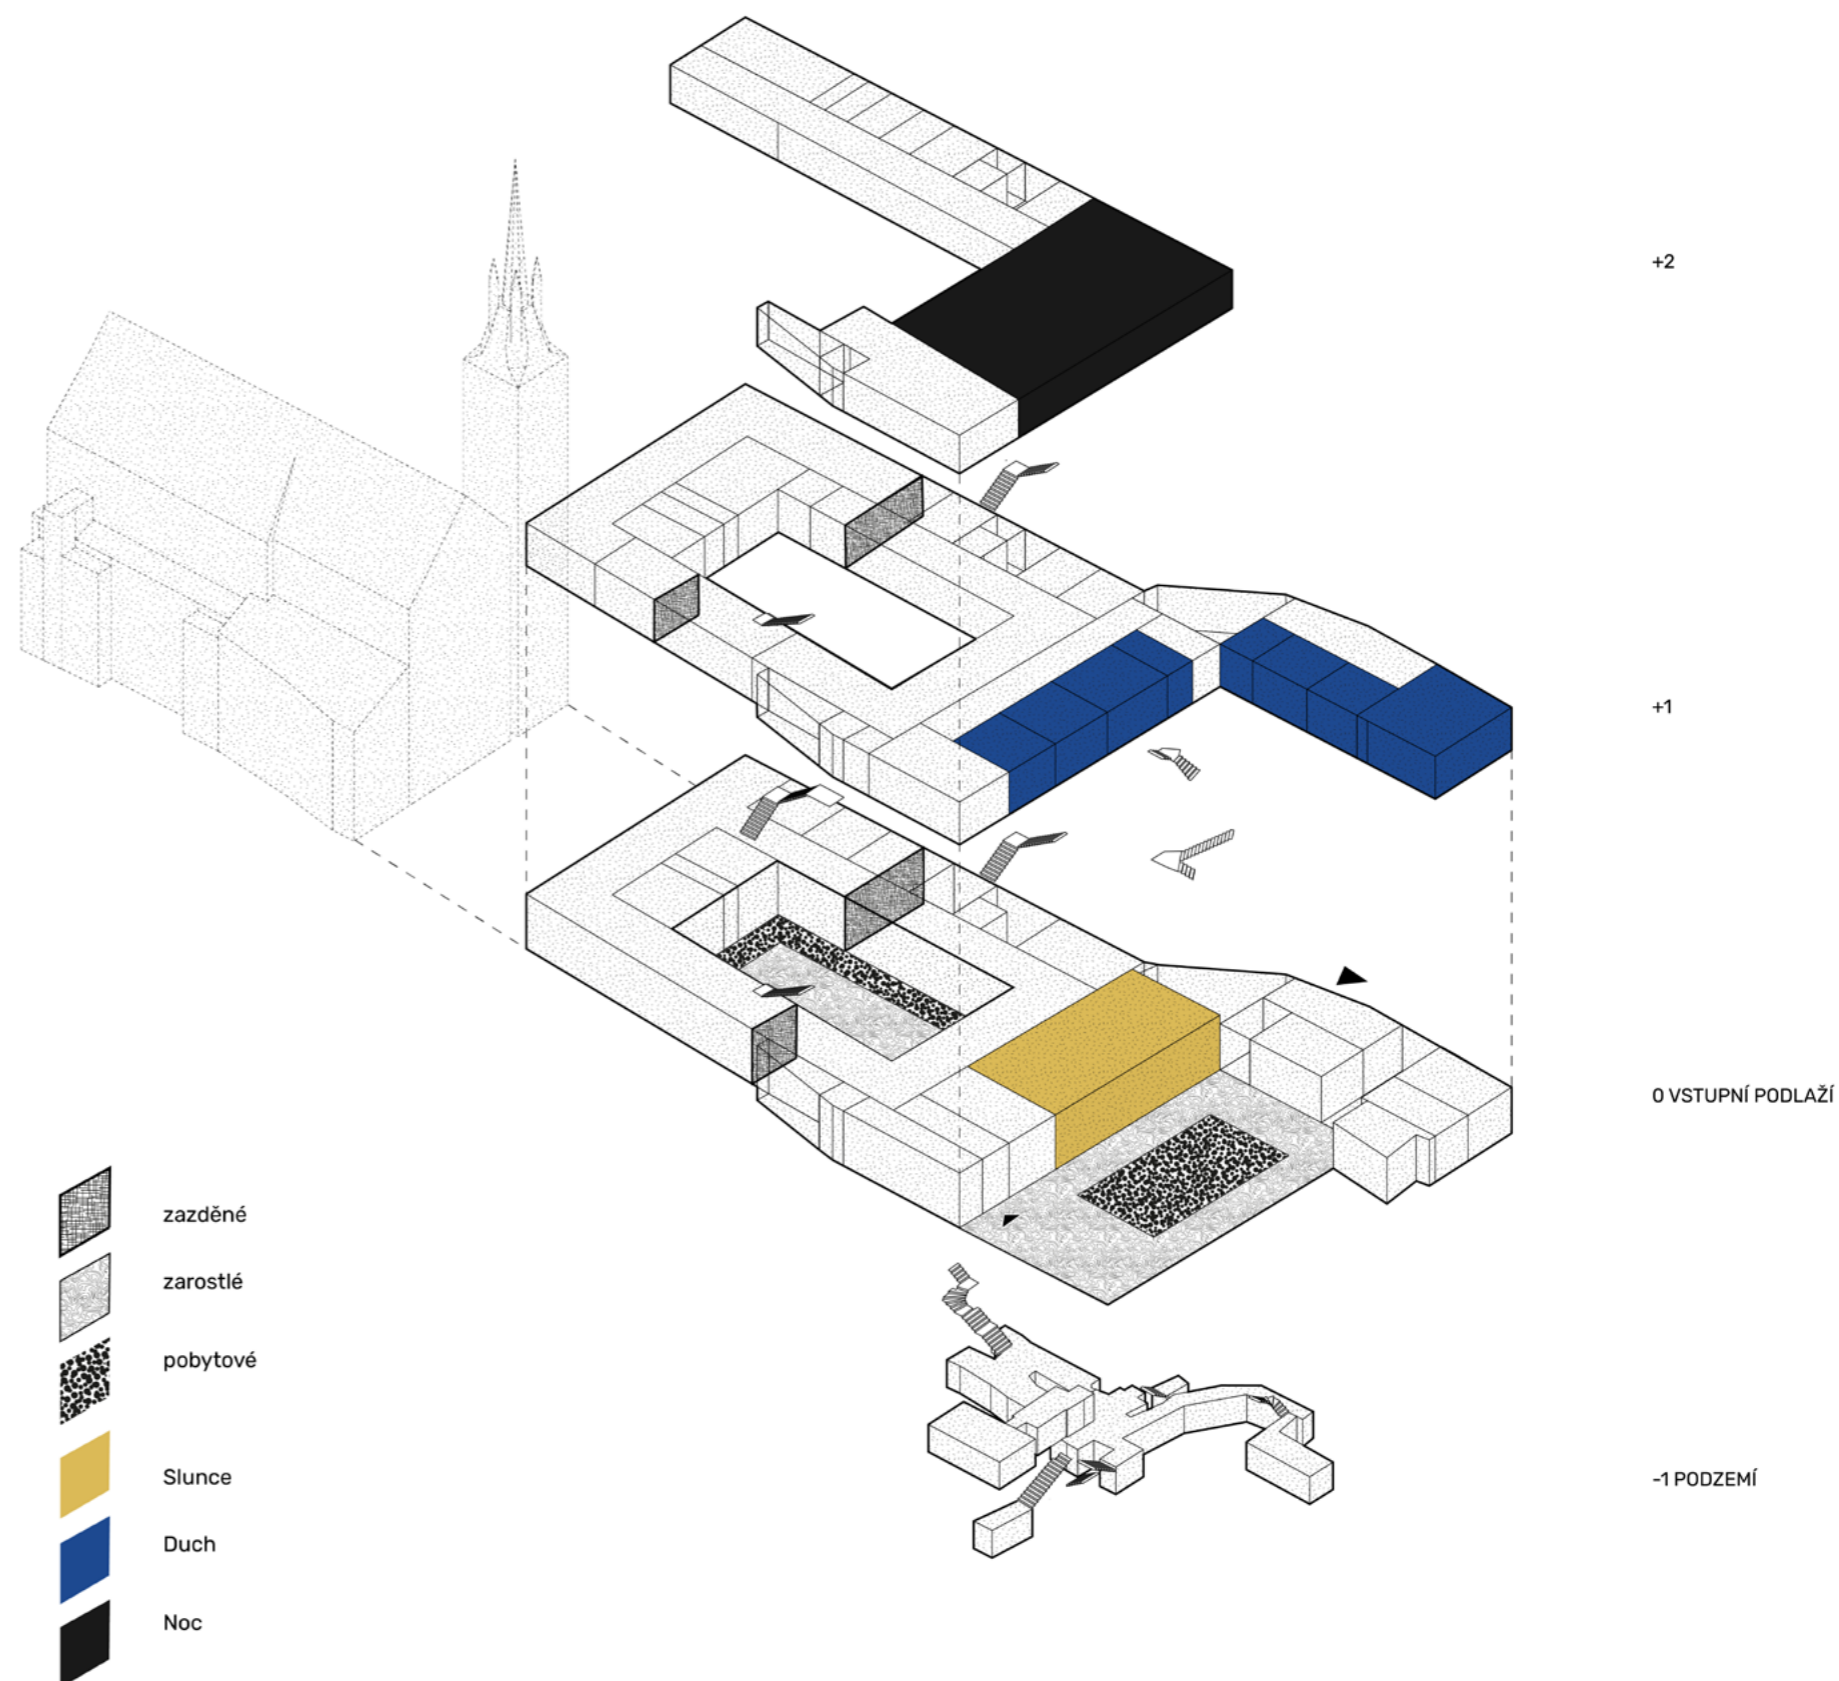 +2
+1
0 VSTUPNÍ PODLAŽÍ
-1 PODZEMÍ
zazděné
zarostlé
pobytové
Slunce
Duch
Noc